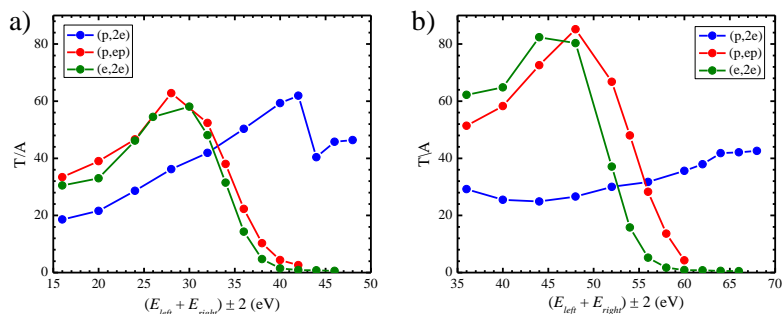 a)
(p,2e)
(p,ep)
(e,2e)
T/A
80
60
40
20
0
15 20 25 30 35 40 45 50
(E_left + E_right) ± 2 (eV)
b)
(p,2e)
(p,ep)
(e,2e)
T\A
80
60
40
20
0
35 40 45 50 55 60 65 70
(E_left + E_right) ± 2 (eV)